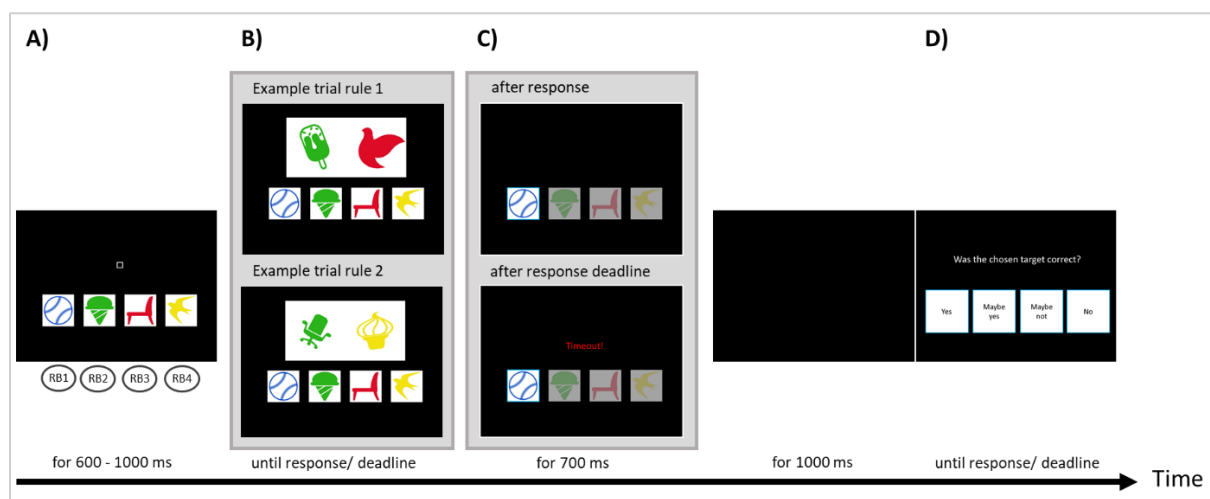 A)
B)
C)
D)
Example trial rule 1
after response
Example trial rule 2
after response deadline
Timeout!
Was the chosen target correct?
Yes
Maybe
yes
Maybe
not
No
RB1 RB2 RB3 RB4
for 600 - 1000 ms
until response/ deadline
for 700 ms
for 1000 ms
until response/ deadline
Time